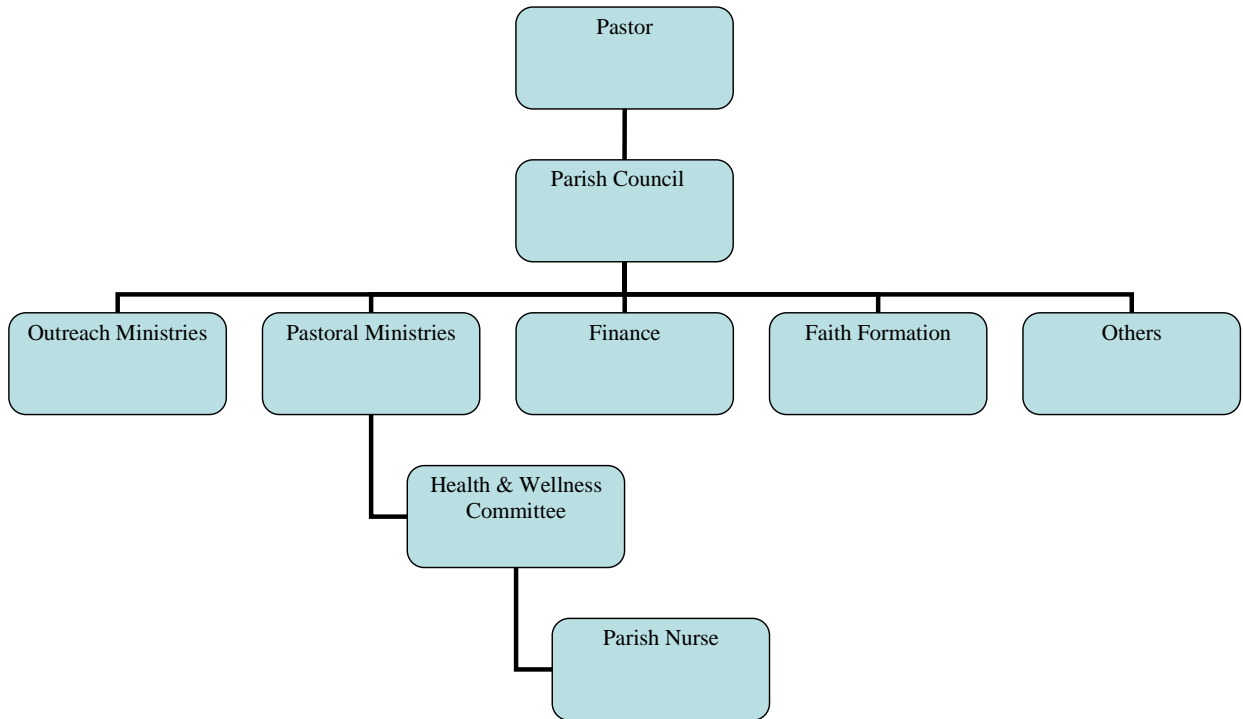 Pastor
Parish Council
Outreach Ministries
Pastoral Ministries
Finance
Faith Formation
Others
Health & Wellness
Committee
Parish Nurse